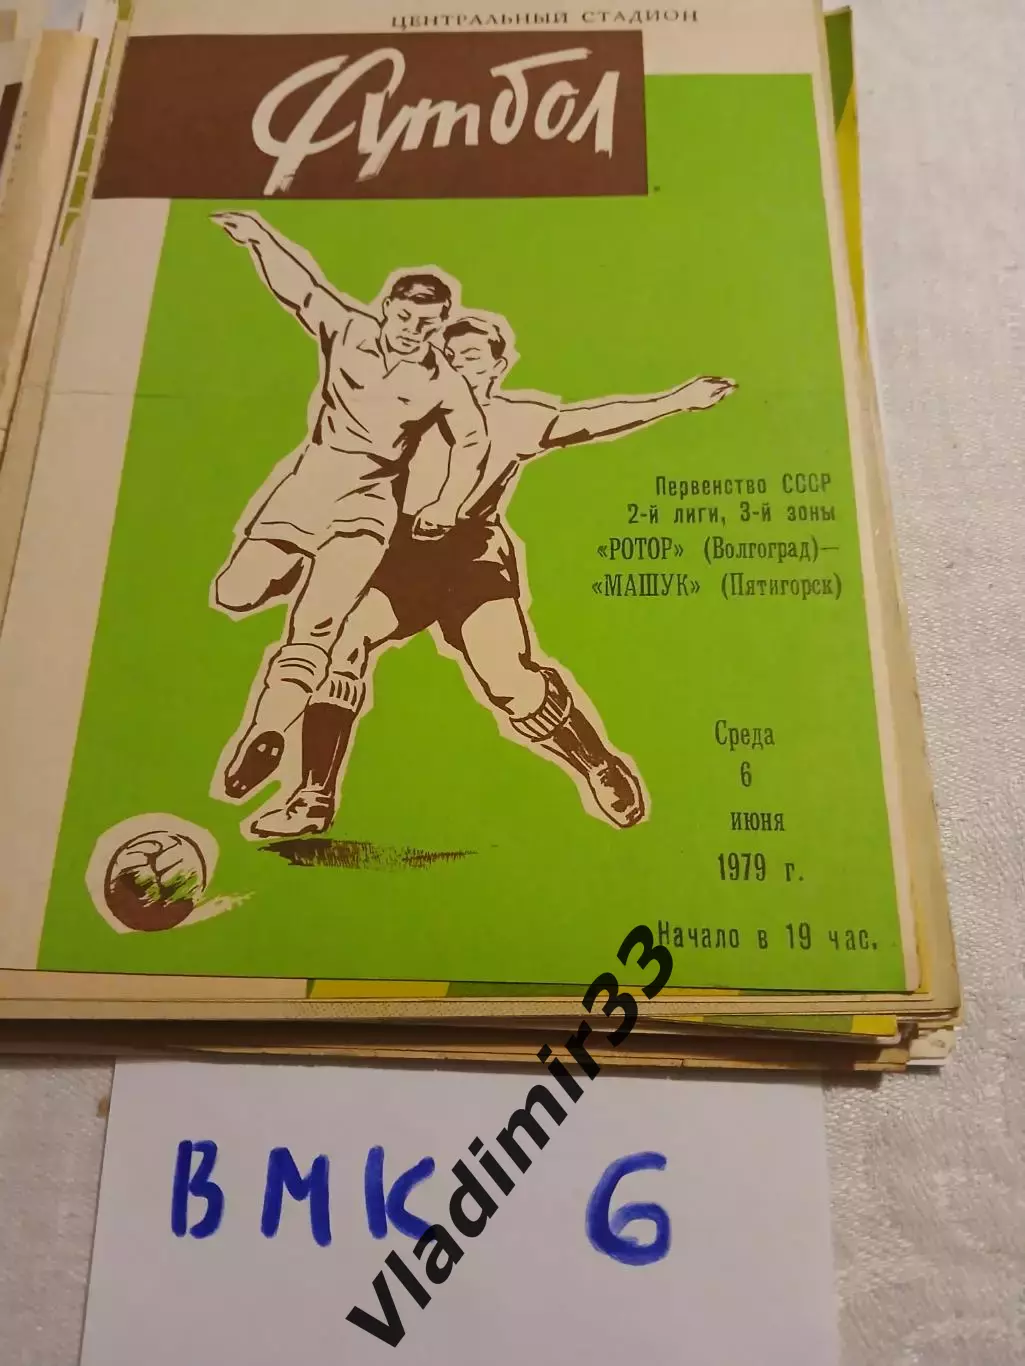 ЦЕНТРАЛЬНЫЙ СТАДИОН
Футбол
Первенство СССР
2-й лиги, 3-й зоны
«РОТОР» (Волгоград)—
«МАШУК» (Пятигорск)
Среда
6
июня
1979 г.
Начало в 19 час.
ВМК 6
Vladimir33